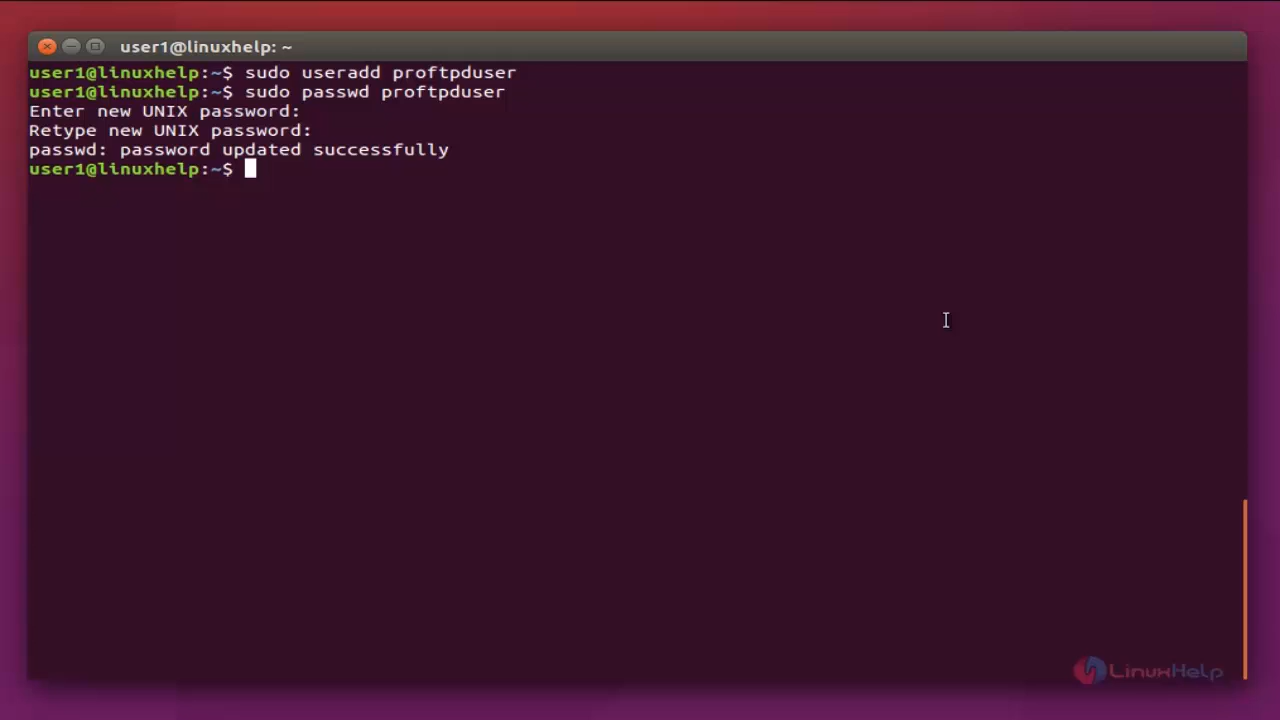 user1@linuxhelp: ~
user1@linuxhelp:~$ sudo useradd proftpduser
user1@linuxhelp:~$ sudo passwd proftpduser
Enter new UNIX password:
Retype new UNIX password:
passwd: password updated successfully
user1@linuxhelp:~$
LinuxHelp